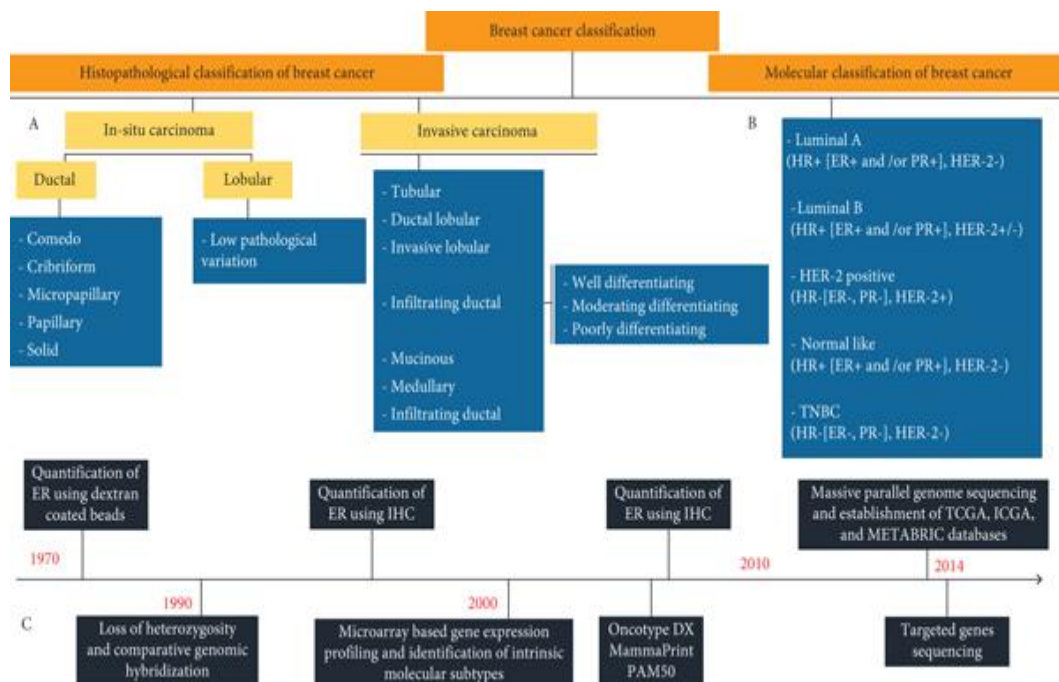 Breast cancer classification
Histopathological classification of breast cancer
Molecular classification of breast cancer
A
In-situ carcinoma
Invasive carcinoma
B
Ductal
Lobular
- Comedo
- Cribriform
- Micropapillary
- Papillary
- Solid
- Low pathological
variation
- Tubular
- Ductal lobular
- Invasive lobular
- Infiltrating ductal
- Mucinous
- Medullary
- Infiltrating ductal
- Well differentiating
- Moderating differentiating
- Poorly differentiating
- Luminal A
(HR+ [ER+ and /or PR+], HER-2-)
-Luminal B
(HR+ [ER+ and /or PR+], HER-2+/-)
- HER-2 positive
(HR-[ER-, PR-], HER-2+)
- Normal like
(HR+ [ER+ and /or PR+], HER-2-)
- TNBC
(HR-[ER-, PR-], HER-2-)
Quantification of
ER using dextran
coated beads
Quantification of
ER using IHC
Quantification of
ER using IHC
Massive parallel genome sequencing
and establishment of TCGA, ICGA,
and METABRIC databases
1970
2010
2014
1990
2000
C
Loss of heterozygosity
and comparative genomic
hybridization
Microarray based gene expression
profiling and identification of intrinsic
molecular subtypes
Oncotype DX
MammaPrint
PAM50
Targeted genes
sequencing